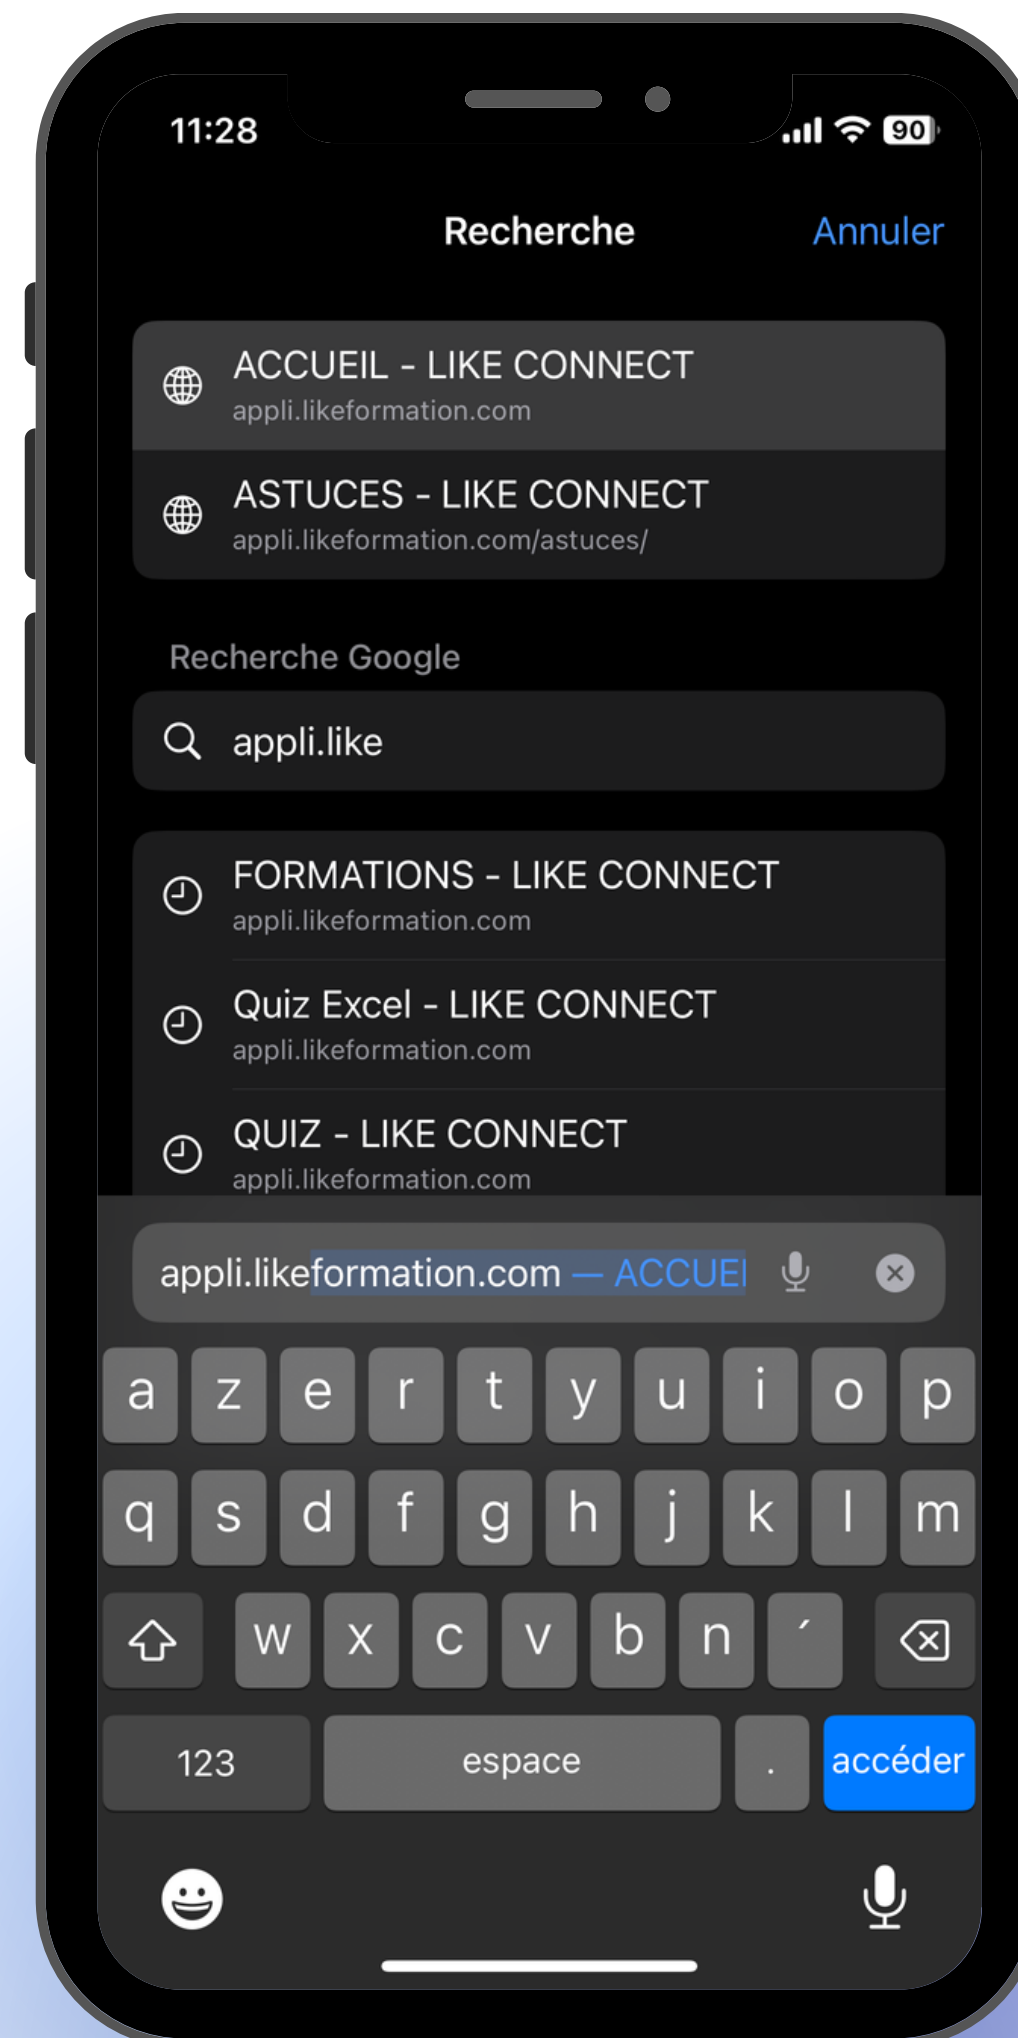 11:28
90
Recherche
Annuler
ACCUEIL - LIKE CONNECT
appli.likeformation.com
ASTUCES - LIKE CONNECT
appli.likeformation.com/astuces/
Recherche Google
appli.like
FORMATIONS - LIKE CONNECT
appli.likeformation.com
Quiz Excel - LIKE CONNECT
appli.likeformation.com
QUIZ - LIKE CONNECT
appli.likeformation.com
appli.likeformation.com — ACCUEI
a z e r t y u i o p
q s d f g h j k l m
w x c v b n ´
123 espace . accéder